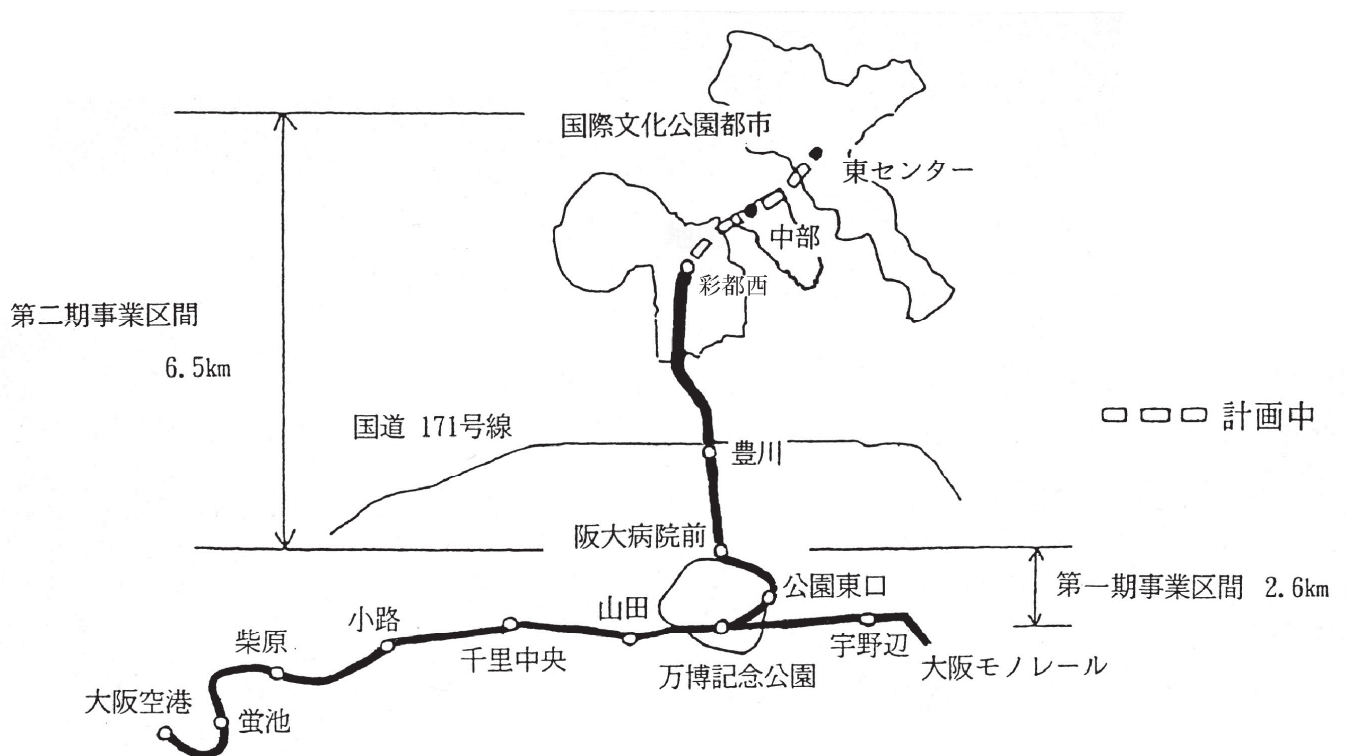 国際文化公園都市
東センター
中部
彩都西
第二期事業区間
6.5km
国道 171号線
計画中
豊川
阪大病院前
公園東口
第一期事業区間 2.6km
山田
小路
柴原
千里中央
宇野辺
万博記念公園
大阪モノレール
大阪空港
蛍池